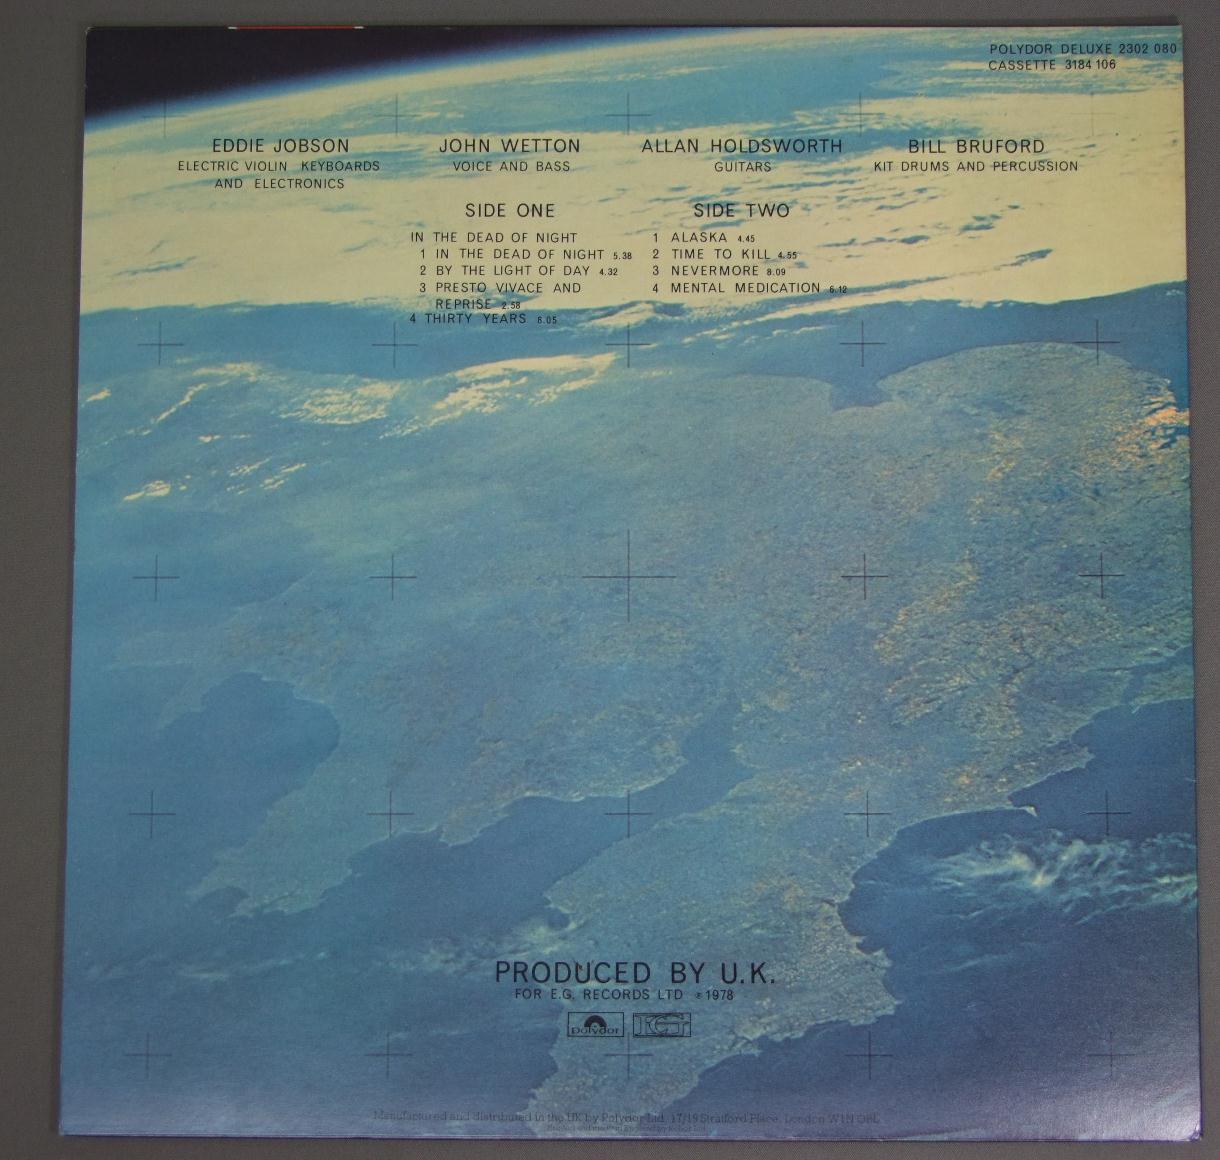 POLYDOR DELUXE 2302 080
CASSETTE 3184 106
EDDIE JOBSON
ELECTRIC VIOLIN KEYBOARDS
AND ELECTRONICS
JOHN WETTON
VOICE AND BASS
ALLAN HOLDSWORTH
GUITARS
BILL BRUFORD
KIT DRUMS AND PERCUSSION
SIDE ONE
IN THE DEAD OF NIGHT
1 IN THE DEAD OF NIGHT 5.38
2 BY THE LIGHT OF DAY 4.32
3 PRESTO VIVACE AND
REPRISE 2.58
4 THIRTY YEARS 8.05
SIDE TWO
1 ALASKA 4.45
2 TIME TO KILL 4.55
3 NEVERMORE 8.09
4 MENTAL MEDICATION 6.12
PRODUCED BY U.K.
FOR E.G. RECORDS LTD ℗ 1978
Polydor EG
Manufactured and distributed in the UK by Polydor Ltd. 17/19 Stratford Place, London W1N 0BL